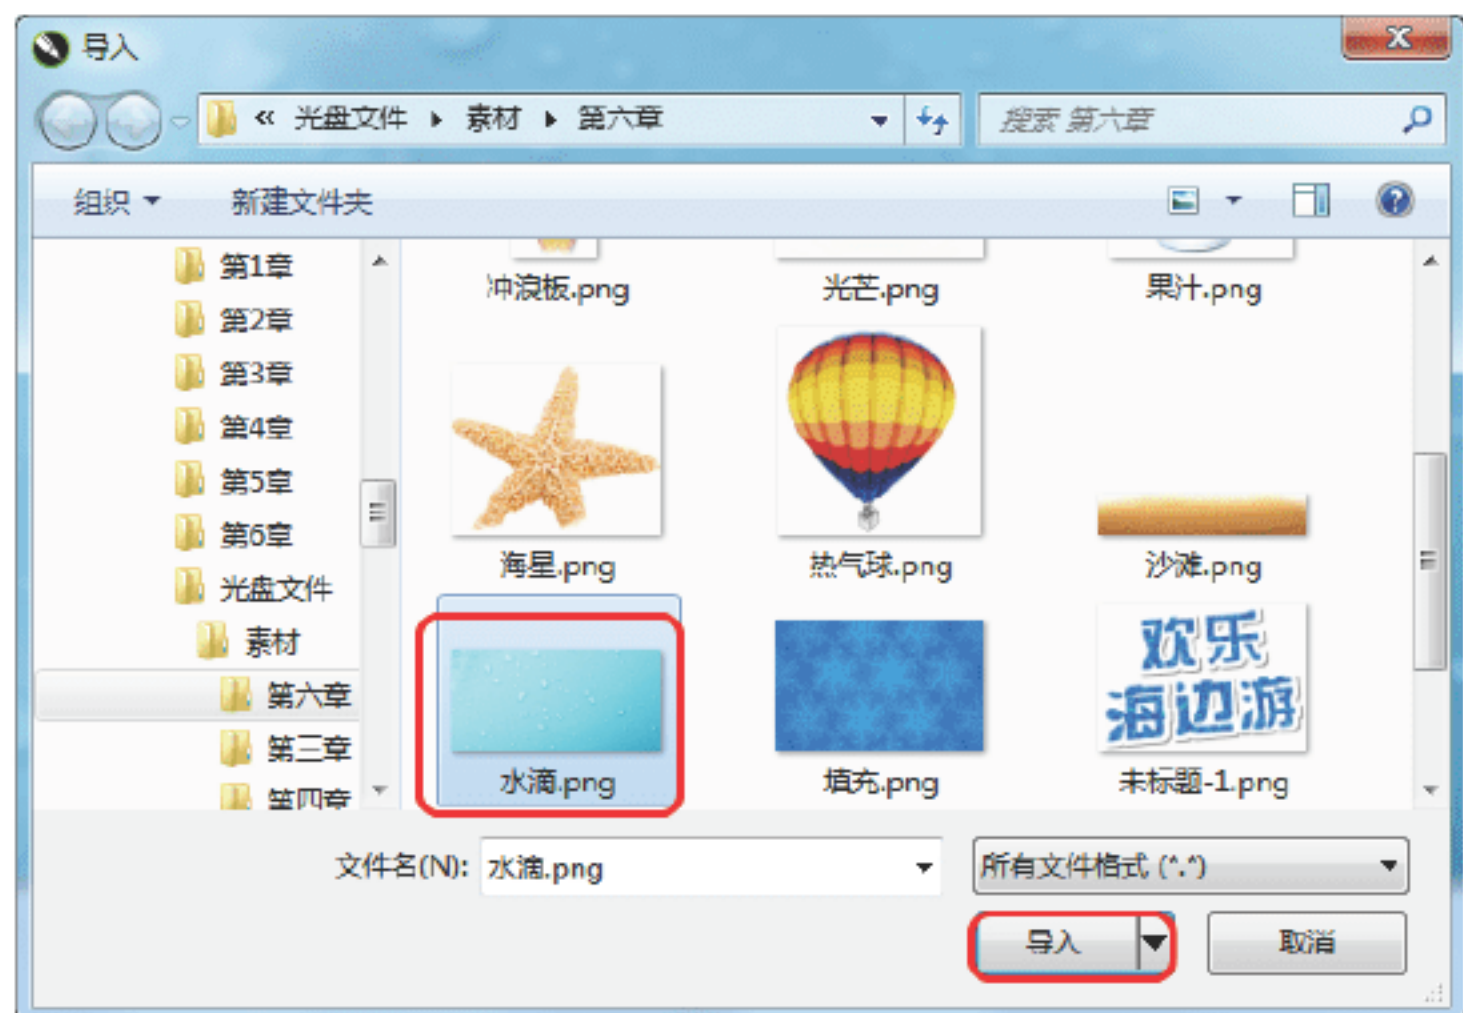 导入
« 光盘文件 ▸ 素材 ▸ 第六章
搜索 第六章
组织
新建文件夹
第1章
第2章
第3章
第4章
第5章
第6章
光盘文件
素材
第六章
第三章
第四章
冲浪板.png
光芒.png
果汁.png
海星.png
热气球.png
沙滩.png
欢乐
海边游
水滴.png
填充.png
未标题-1.png
文件名(N): 水滴.png
所有文件格式 (*.*)
导入
取消